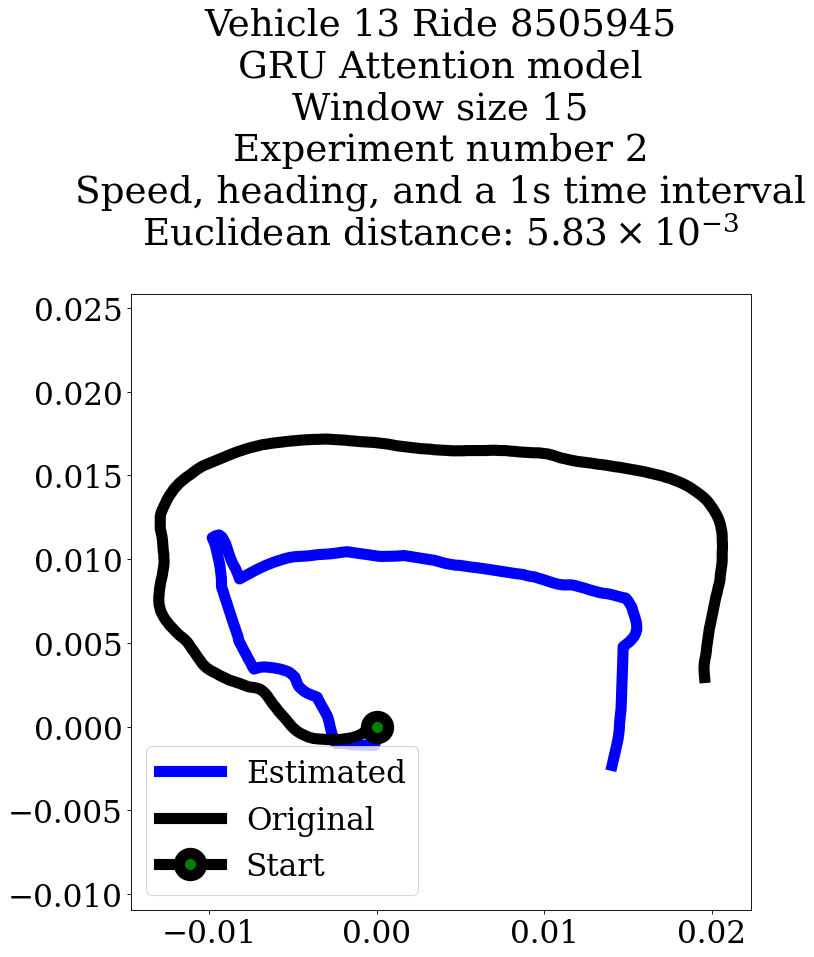 Vehicle 13 Ride 8505945
GRU Attention model
Window size 15
Experiment number 2
Speed, heading, and a 1s time interval
Euclidean distance: 5.83 × 10⁻³
0.025
0.020
0.015
0.010
0.005
0.000
−0.005
−0.010
Estimated
Original
Start
−0.01 0.00 0.01 0.02